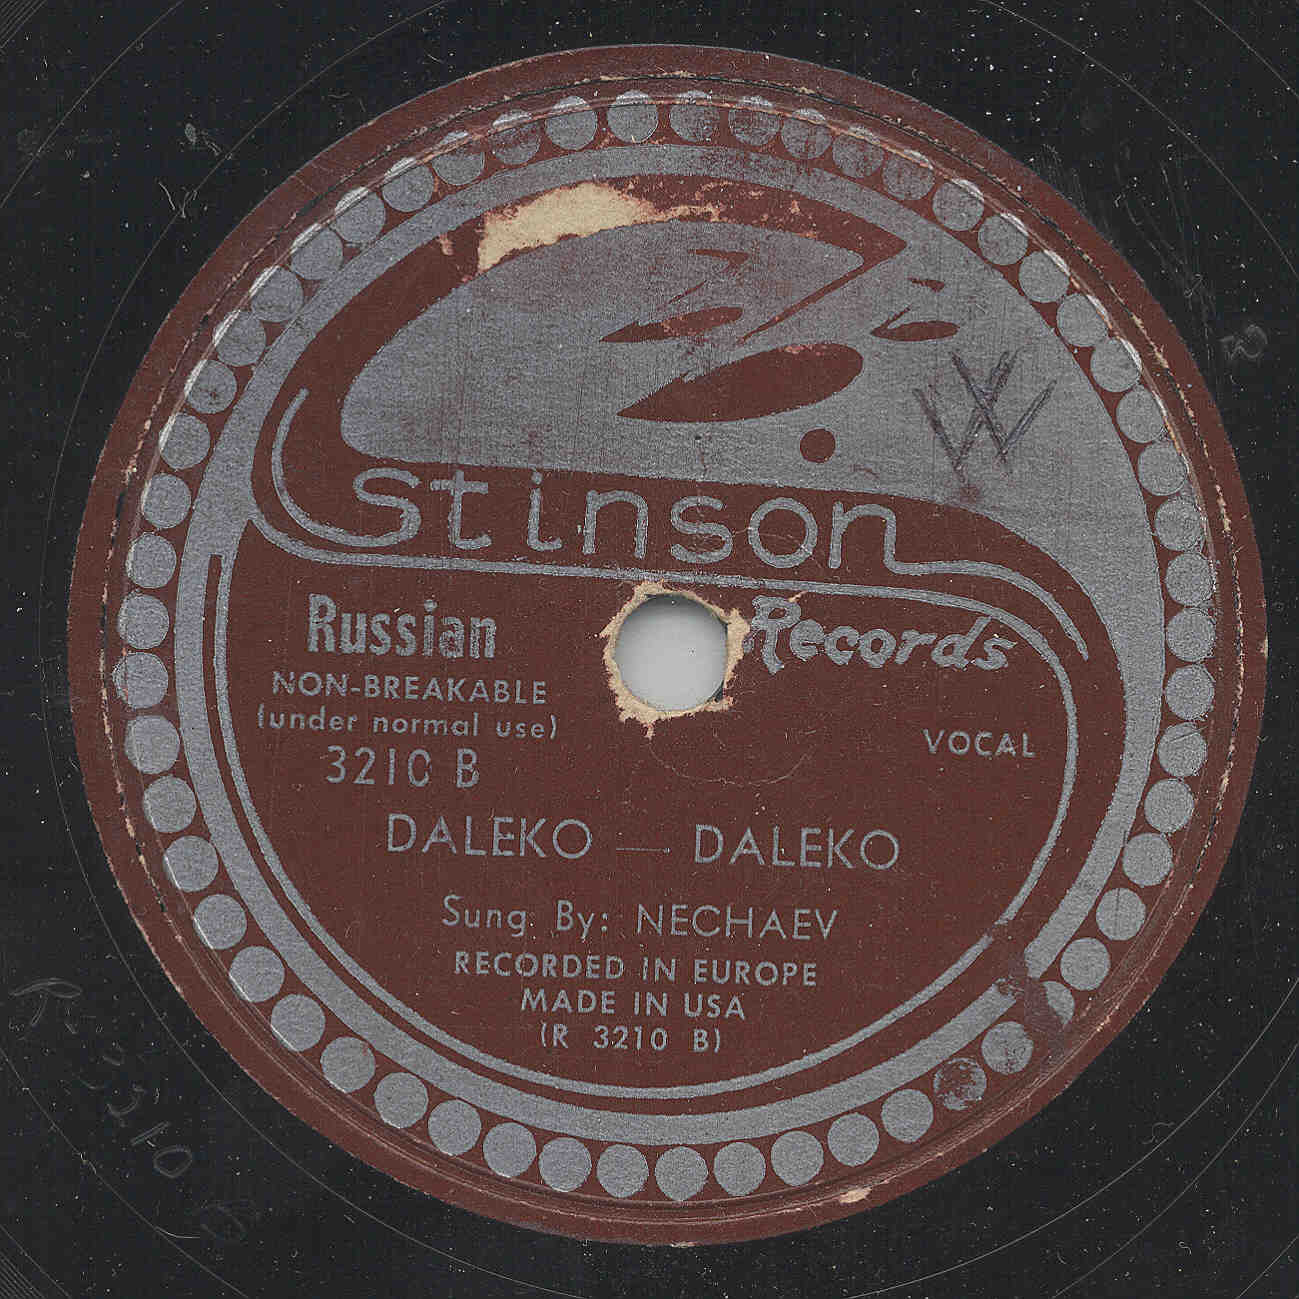 Stinson
Records
Russian
NON-BREAKABLE
(under normal use)
3210 B
VOCAL
DALEKO — DALEKO
Sung By: NECHAEV
RECORDED IN EUROPE
MADE IN USA
(R 3210 B)
W
R-3210 B